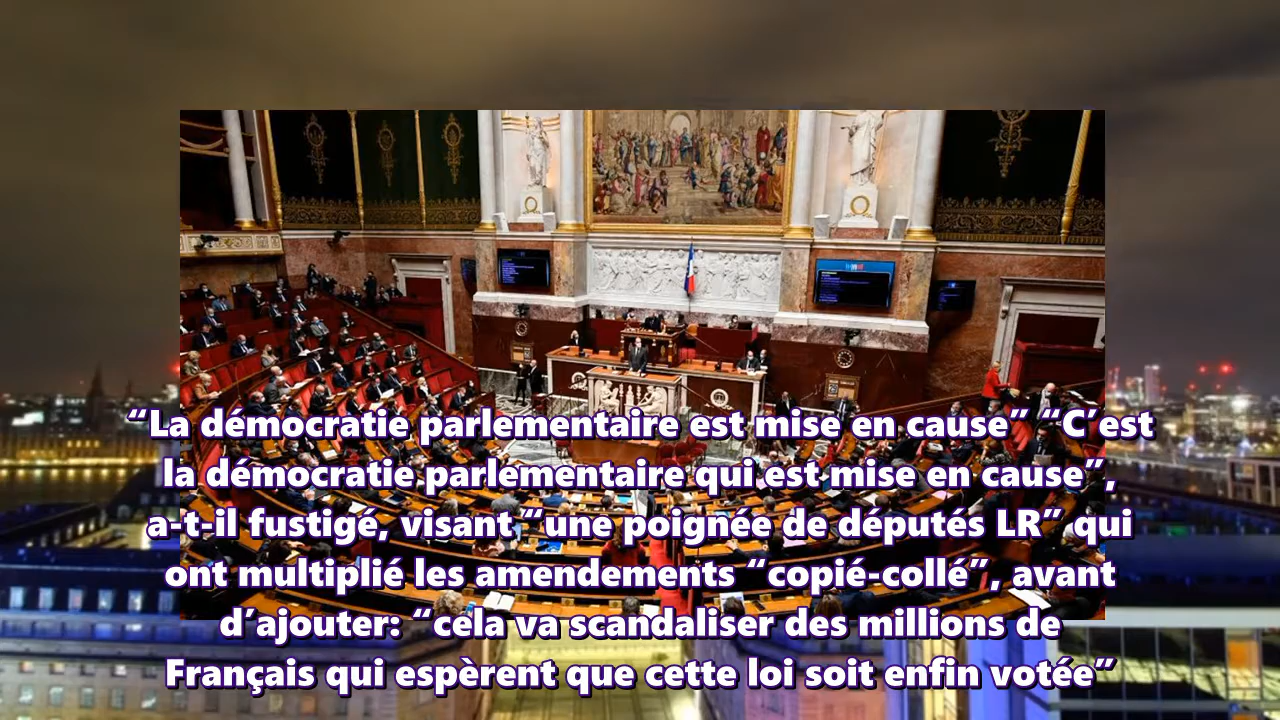 “La démocratie parlementaire est mise en cause” “C’est
la démocratie parlementaire qui est mise en cause”,
a-t-il fustigé, visant “une poignée de députés LR” qui
ont multiplié les amendements “copié-collé”, avant
d’ajouter: “cela va scandaliser des millions de
Français qui espèrent que cette loi soit enfin votée”